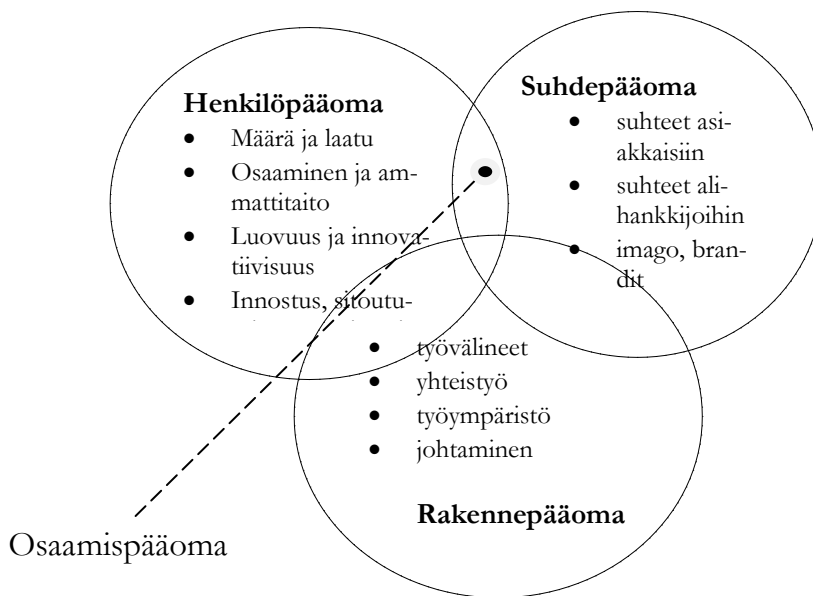 Henkilöpääoma
● Määrä ja laatu
● Osaaminen ja am-
mattitaito
● Luovuus ja innova-
tiivisuus
● Innostus, sitoutu-
Suhdepääoma
● suhteet asi-
akkaisiin
● suhteet ali-
hankkijoihin
● imago, bran-
dit
● työvälineet
● yhteistyö
● työympäristö
● johtaminen
Rakennepääoma
Osaamispääoma